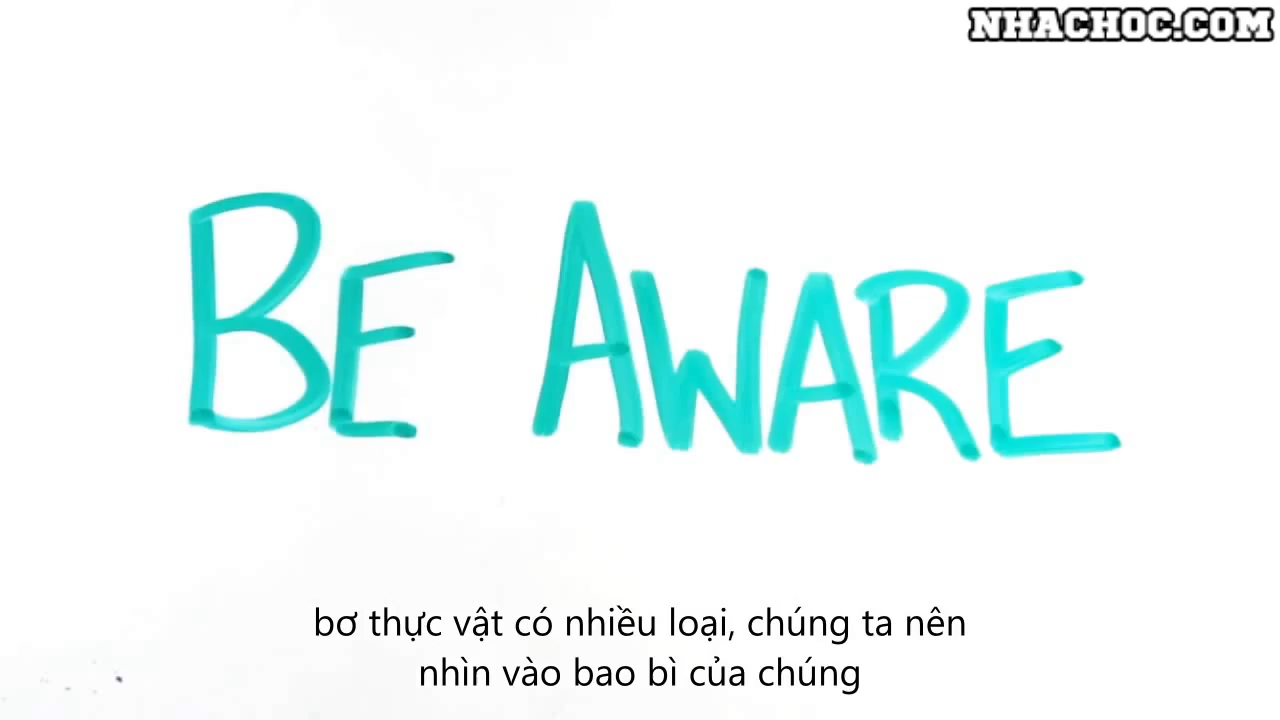 NHACHOC.COM
BE AWARE
bơ thực vật có nhiều loại, chúng ta nên
nhìn vào bao bì của chúng